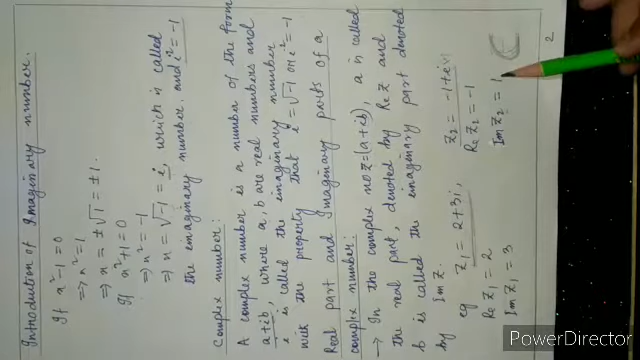 Introduction of Imaginary number.
If n²-1=0
⇒ n²=1
⇒ n = ±√1 = ±1.
If n²+1=0
⇒ n² = -1
⇒ n = √-1 = i, which is called
the imaginary number. and i² = -1
Complex number:
A complex number is a number of the form
a+ib, where a, b are real numbers and
i is called the imaginary number
with the property that i = √-1 or i² = -1
Real part and Imaginary parts of a
complex number:
→ In the complex no z=(a+ib), a is called
the real part, denoted by Re z and
b is called the imaginary part denoted
by Im z.
eg z₁ = 2+3i, z₂ = -1+i
Re z₁ = 2 Re z₂ = -1
Im z₁ = 3 Im z₂ = 1
2
PowerDirector